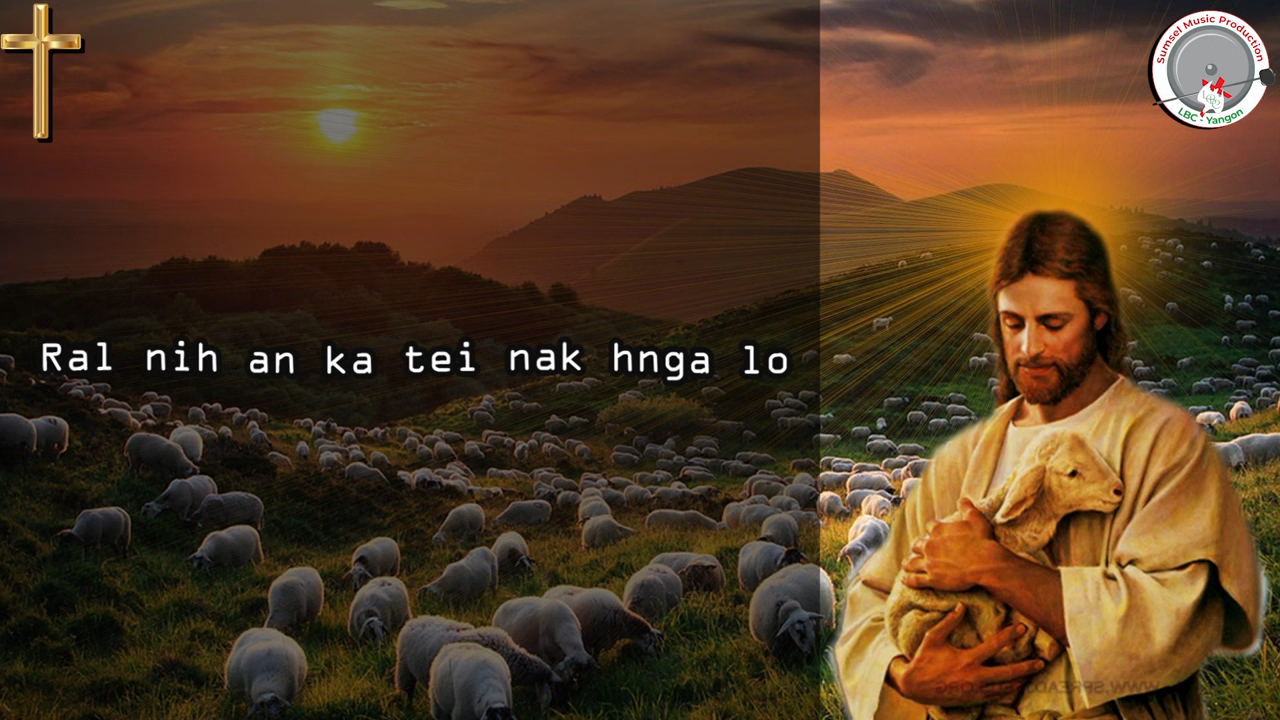 Sumsel Music Production
LBC - Yangon
Ral nih an ka tei nak hnga lo